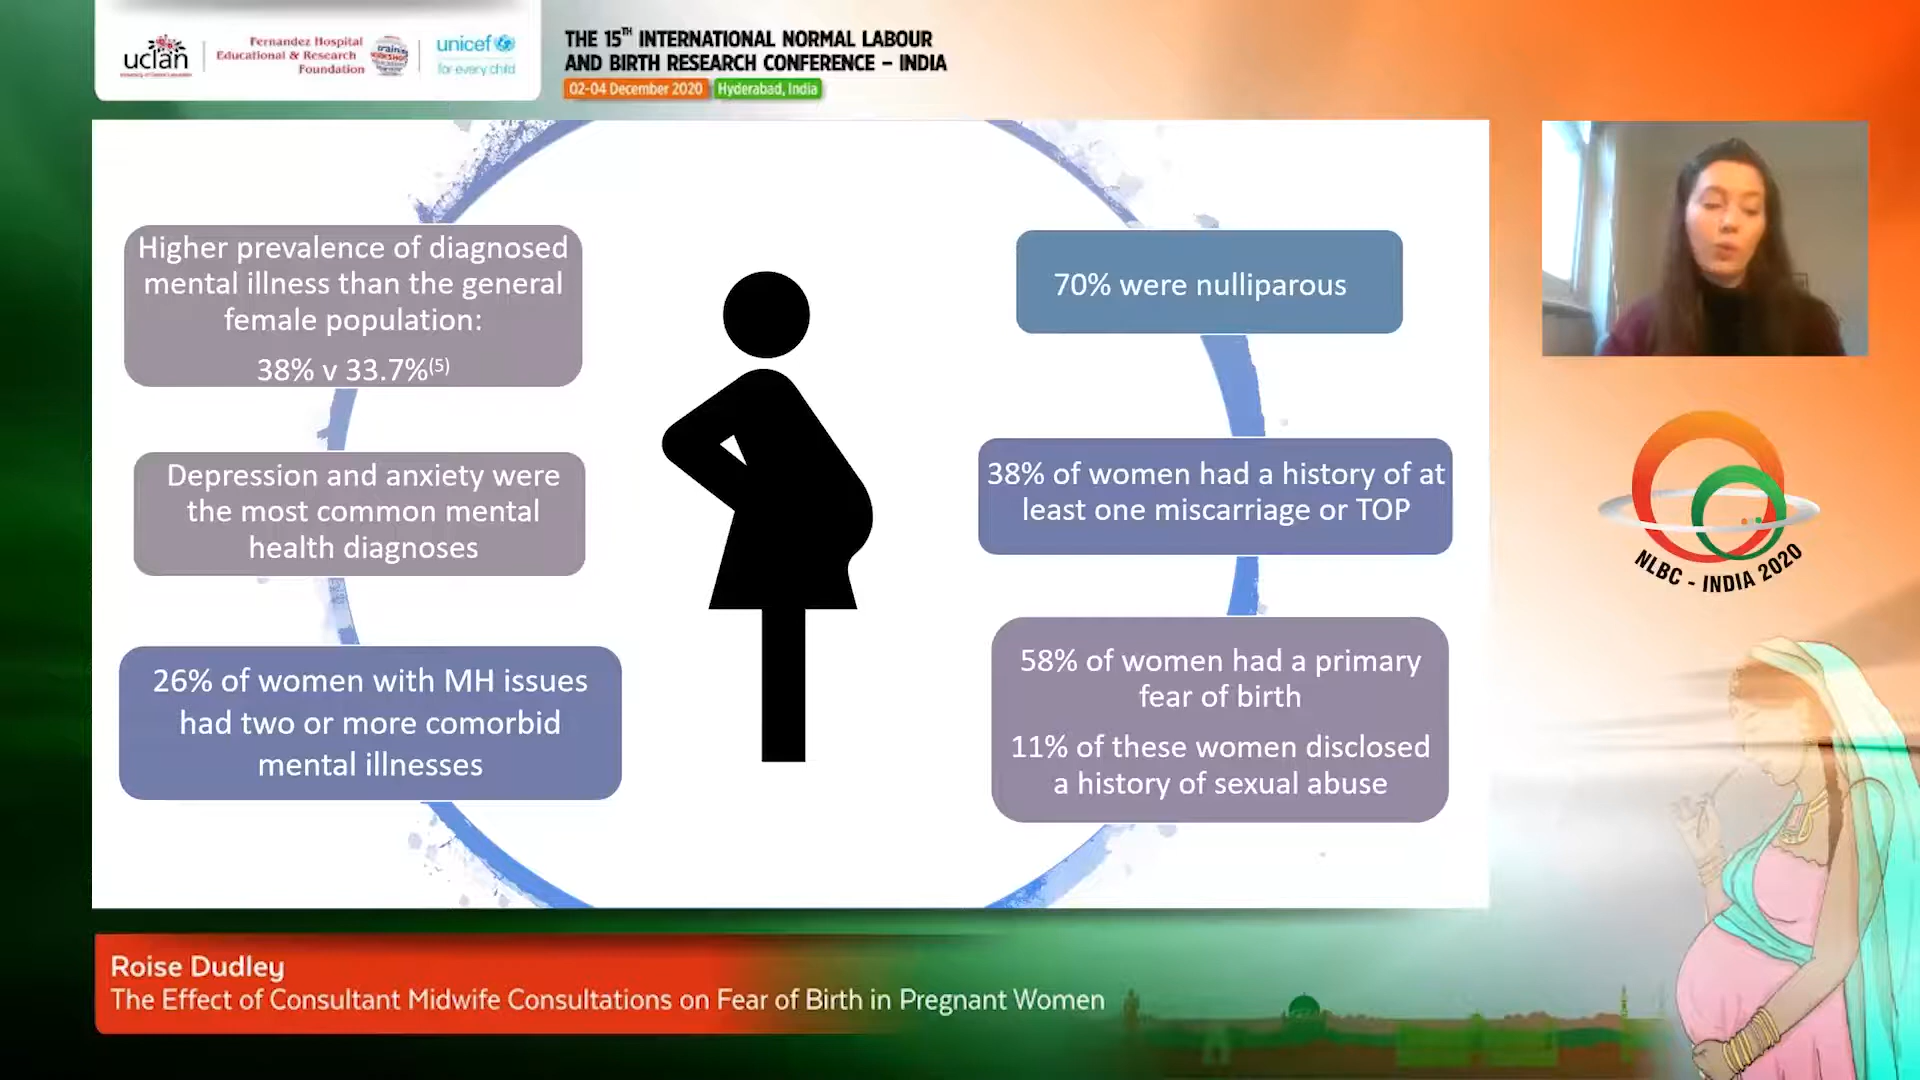 uclan
Fernandez Hospital
Educational & Research
Foundation
training
WORKSHOP
unicef
for every child
THE 15TH INTERNATIONAL NORMAL LABOUR
AND BIRTH RESEARCH CONFERENCE – INDIA
02-04 December 2020 Hyderabad, India
Higher prevalence of diagnosed
mental illness than the general
female population:
38% v 33.7%(5)
Depression and anxiety were
the most common mental
health diagnoses
26% of women with MH issues
had two or more comorbid
mental illnesses
70% were nulliparous
38% of women had a history of at
least one miscarriage or TOP
58% of women had a primary
fear of birth
11% of these women disclosed
a history of sexual abuse
NLBC - INDIA 2020
Roise Dudley
The Effect of Consultant Midwife Consultations on Fear of Birth in Pregnant Women